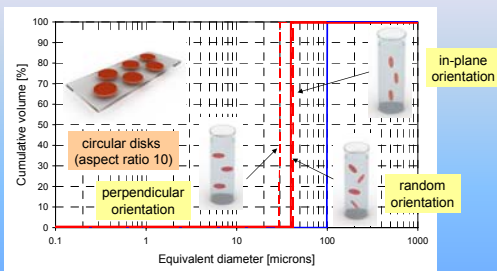 Cumulative volume [%]
100
90
80
70
60
50
40
30
20
10
0
circular disks
(aspect ratio 10)
perpendicular
orientation
in-plane
orientation
random
orientation
0.1
1
10
100
1000
Equivalent diameter [microns]